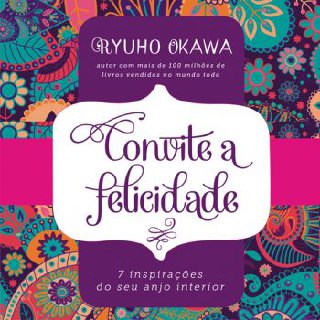 RYUHO OKAWA
autor com mais de 100 milhões de
livros vendidos no mundo todo
Convite a
felicidade
7 inspirações
do seu anjo interior